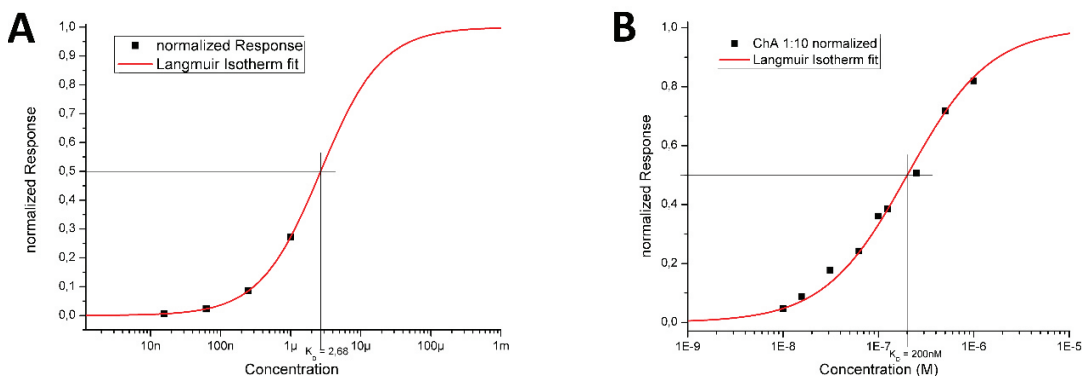 A
normalized Response
Langmuir Isotherm fit
1,0
0,9
0,8
0,7
0,6
0,5
0,4
0,3
0,2
0,1
0,0
normalized Response
10n
100n
1µ
10µ
100µ
1m
K_D = 2,68
Concentration
B
ChA 1:10 normalized
Langmuir Isotherm fit
1.0
0.8
0.6
0.4
0.2
0.0
normalized Response
1E-9
1E-8
1E-7
1E-6
1E-5
K_D = 200nM
Concentration (M)